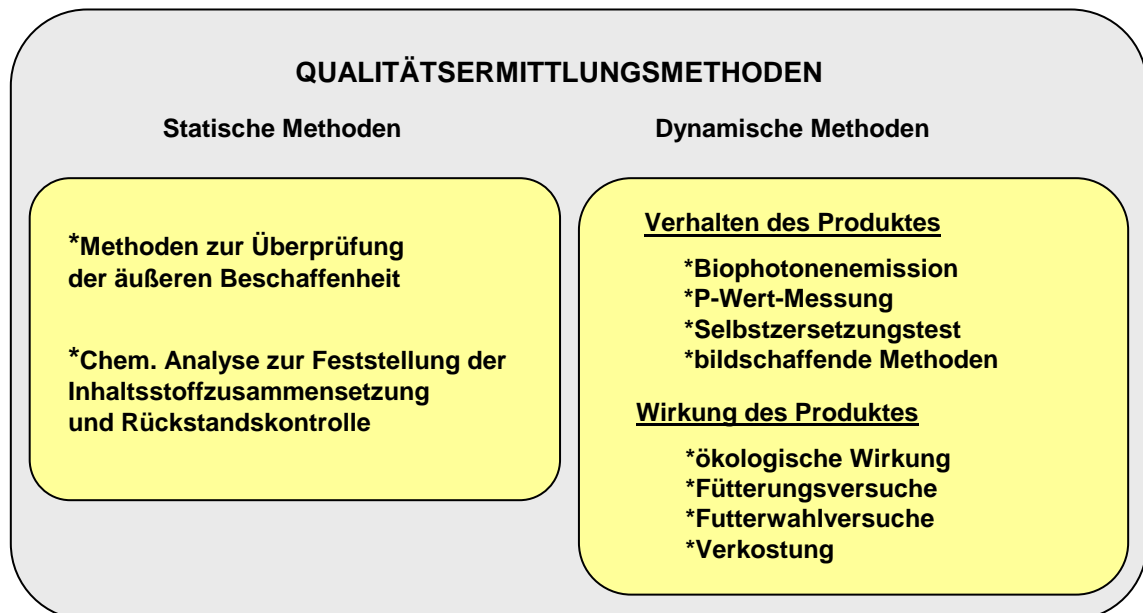 QUALITÄTSERMITTLUNGSMETHODEN
Statische Methoden
*Methoden zur Überprüfung
der äußeren Beschaffenheit
*Chem. Analyse zur Feststellung der
Inhaltsstoffzusammensetzung
und Rückstandskontrolle
Dynamische Methoden
Verhalten des Produktes
*Biophotonenemission
*P-Wert-Messung
*Selbstzersetzungstest
*bildschaffende Methoden
Wirkung des Produktes
*ökologische Wirkung
*Fütterungsversuche
*Futterwahlversuche
*Verkostung